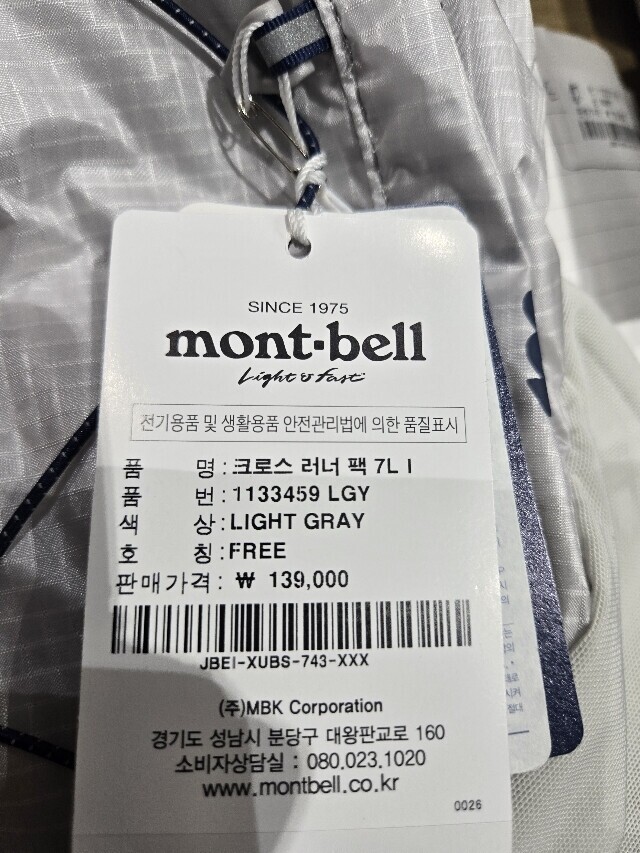 SINCE 1975
mont-bell
Light & Fast
전기용품 및 생활용품 안전관리법에 의한 품질표시
품 명 : 크로스 러너 팩 7L I
품 번 : 1133459 LGY
색 상 : LIGHT GRAY
호 칭 : FREE
판매가격 : ₩ 139,000
JBEI-XUBS-743-XXX
(주)MBK Corporation
경기도 성남시 분당구 대왕판교로 160
소비자상담실 : 080.023.1020
www.montbell.co.kr
0026